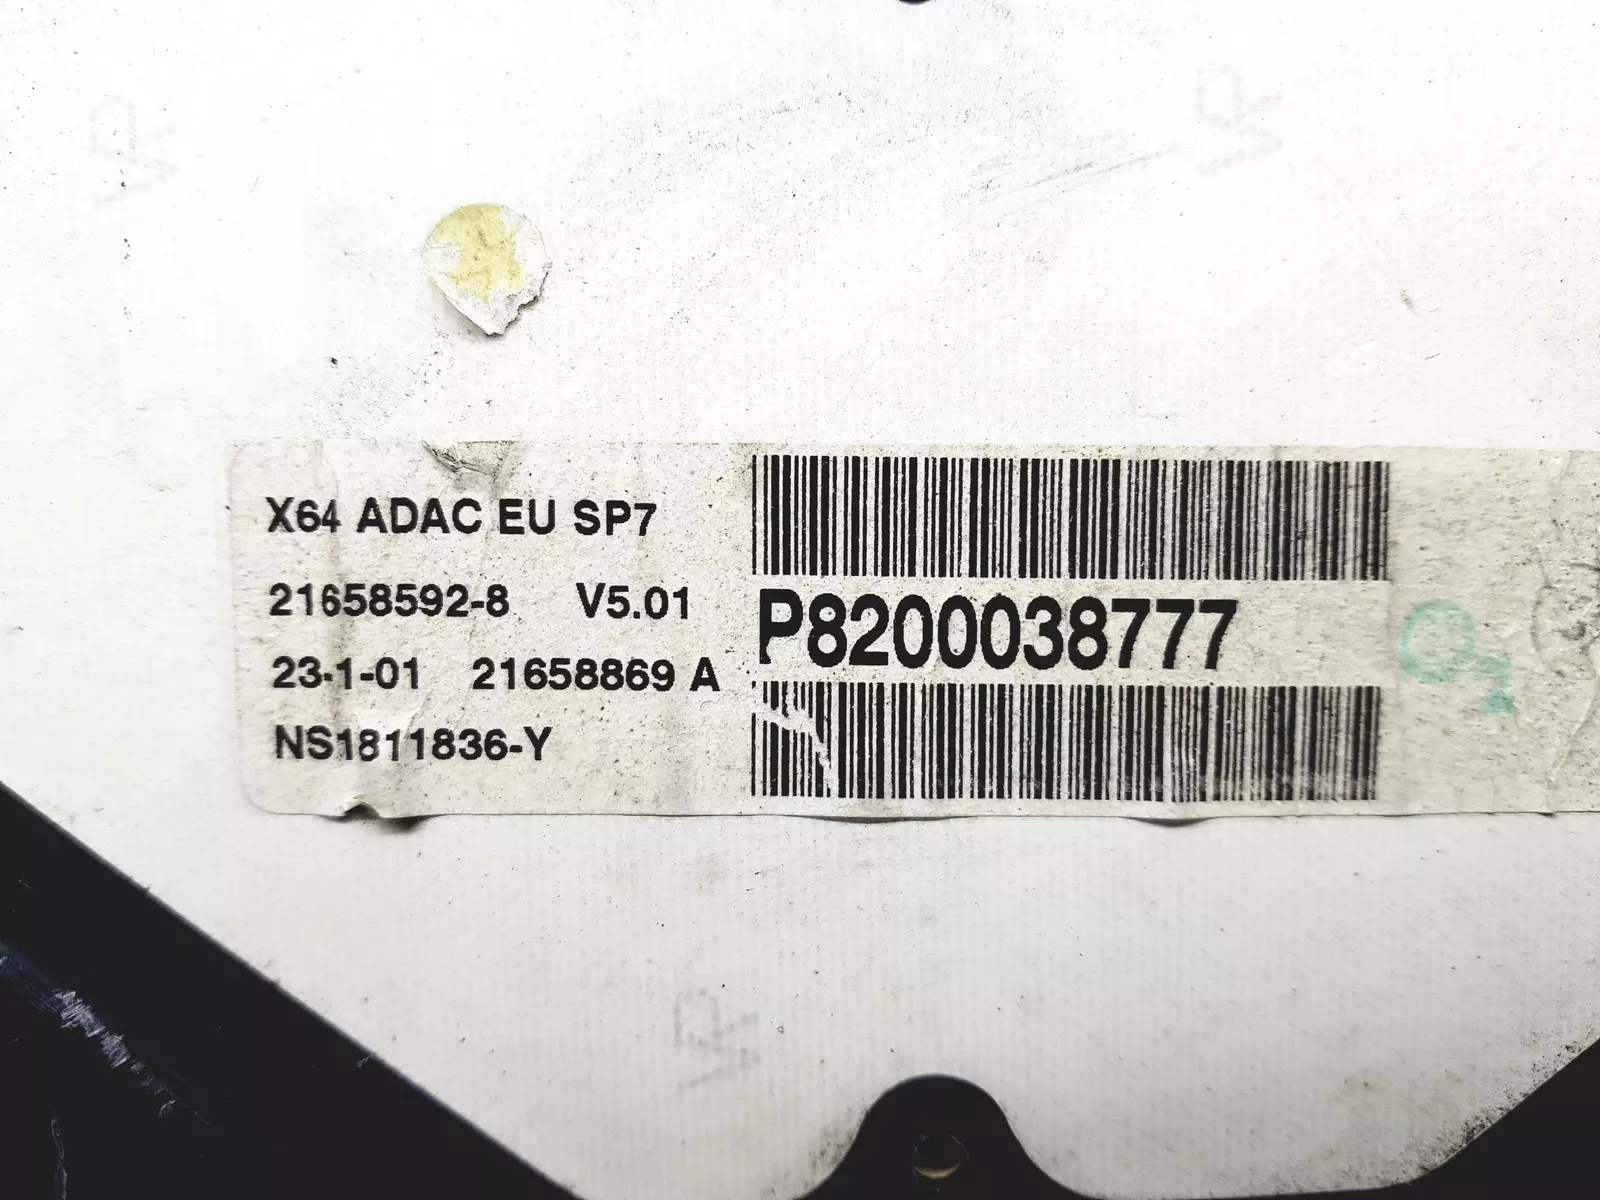 X64 ADAC EU SP7
21658592-8 V5.01
23-1-01 21658869 A
NS1811836-Y
P8200038777